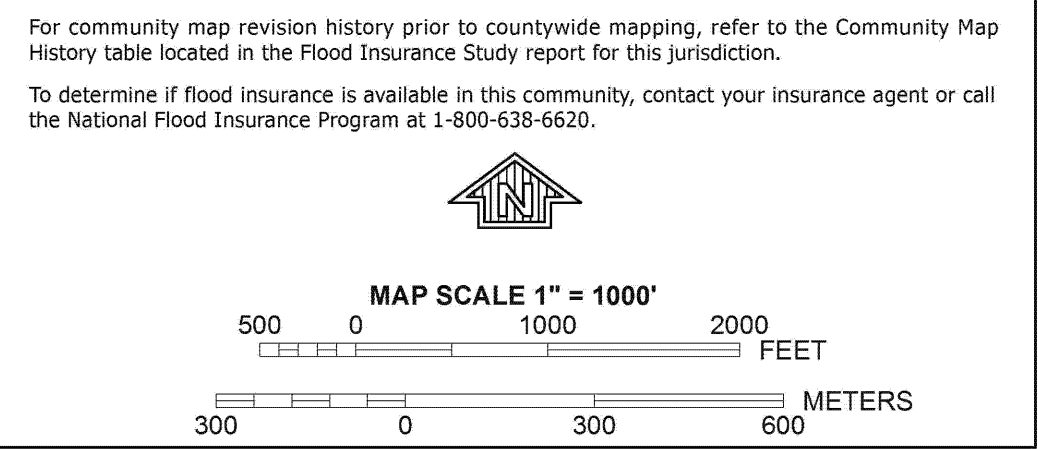 For community map revision history prior to countywide mapping, refer to the Community Map
History table located in the Flood Insurance Study report for this jurisdiction.
To determine if flood insurance is available in this community, contact your insurance agent or call
the National Flood Insurance Program at 1-800-638-6620.
N
MAP SCALE 1" = 1000'
500 0 1000 2000
FEET
METERS
300 0 300 600